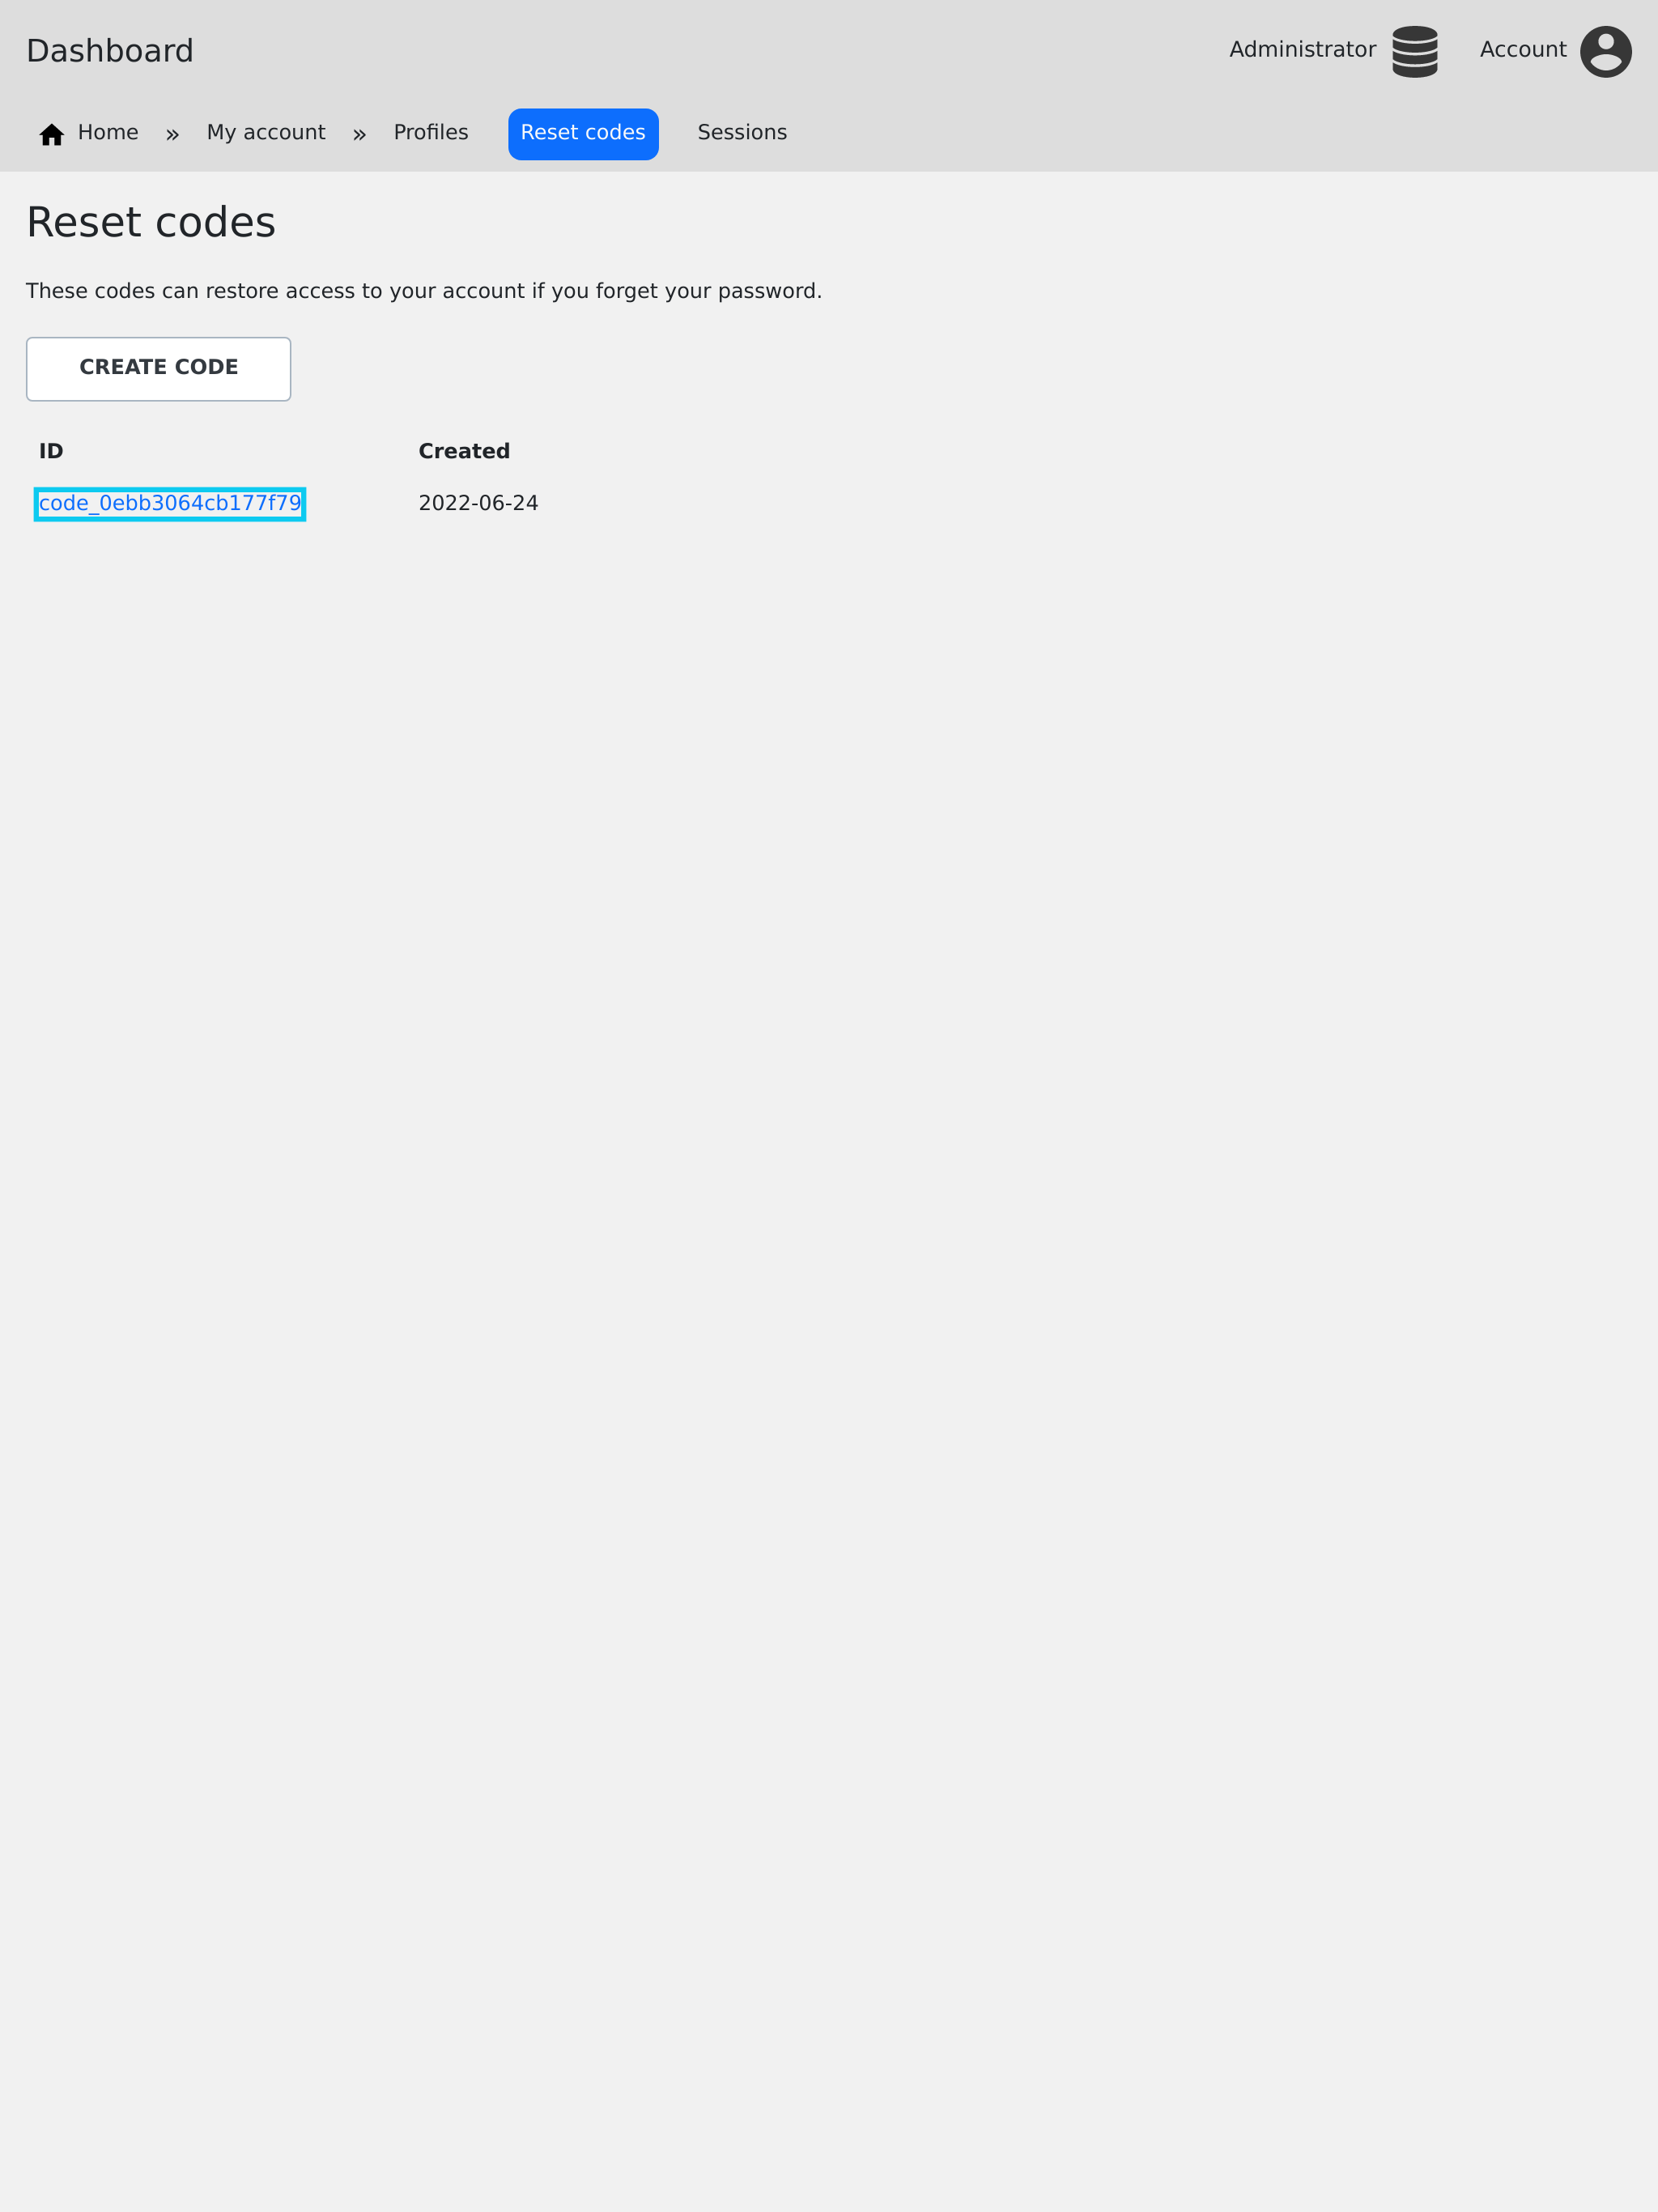 Dashboard
Administrator
Account
Home » My account » Profiles Reset codes Sessions
Reset codes
These codes can restore access to your account if you forget your password.
CREATE CODE
ID Created
code_0ebb3064cb177f79 2022-06-24